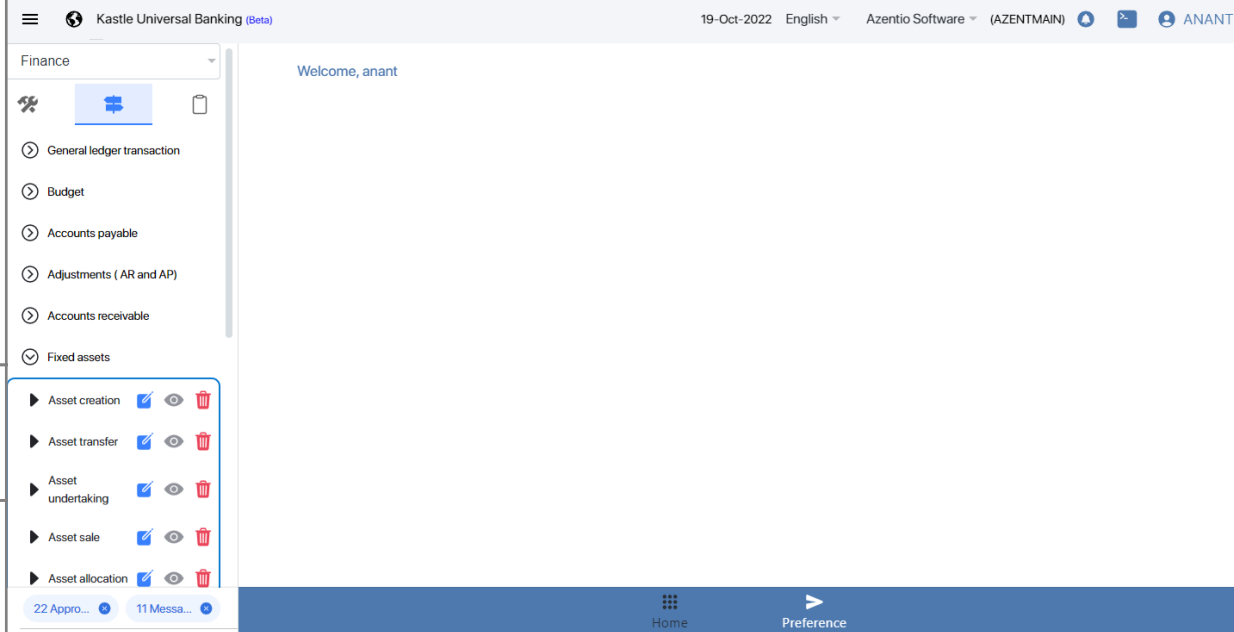 Kastle Universal Banking (Beta) 19-Oct-2022 English Azentio Software (AZENTMAIN) ANANT
Finance
Welcome, anant
General ledger transaction
Budget
Accounts payable
Adjustments ( AR and AP)
Accounts receivable
Fixed assets
Asset creation
Asset transfer
Asset
undertaking
Asset sale
Asset allocation
22 Appro... 11 Messa...
Home Preference